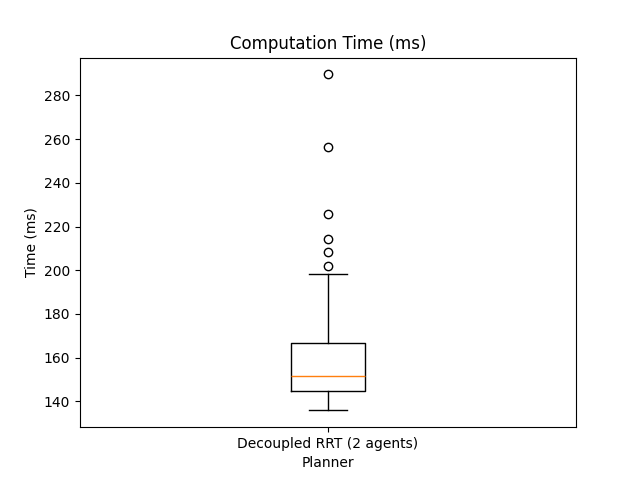 Computation Time (ms)
Time (ms)
280
260
240
220
200
180
160
140
Decoupled RRT (2 agents)
Planner